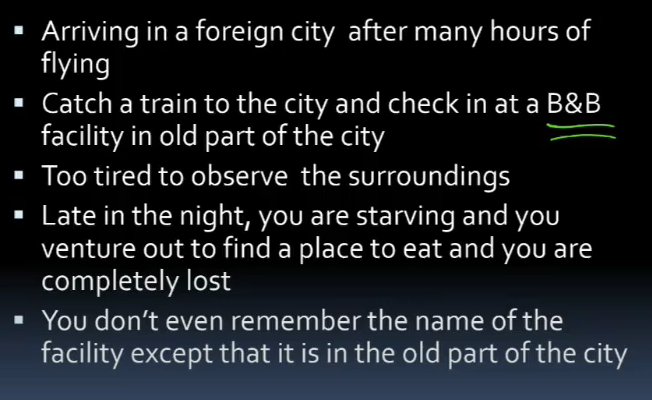 ▪ Arriving in a foreign city after many hours of
flying
▪ Catch a train to the city and check in at a B&B
facility in old part of the city
▪ Too tired to observe the surroundings
▪ Late in the night, you are starving and you
venture out to find a place to eat and you are
completely lost
▪ You don’t even remember the name of the
facility except that it is in the old part of the city